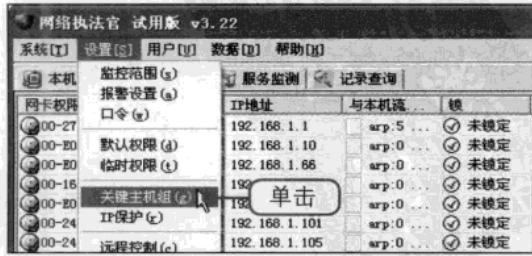 网络执法官 试用版 v3.22
系统[T] 设置[S] 用户[U] 数据[D] 帮助[H]
本机 服务监测 记录查询
监控范围(s)
报警设置(a)
口令(w)
默认权限(d)
临时权限(t)
关键主机组(g)
IP保护(r)
远程控制(c)
单击
网卡权限 IP地址 与本机流... 锁
00-27 192.168.1.1 arp:5 ... 未锁定
00-E0 192.168.1.10 arp:0 ... 未锁定
00-E0 192.168.1.66 arp:0 ... 未锁定
00-16 192 arp:0 ... 未锁定
00-E0 192 arp:0 ... 未锁定
00-24 192.168.1.101 arp:0 ... 未锁定
00-24 192.168.1.105 arp:0 ... 未锁定